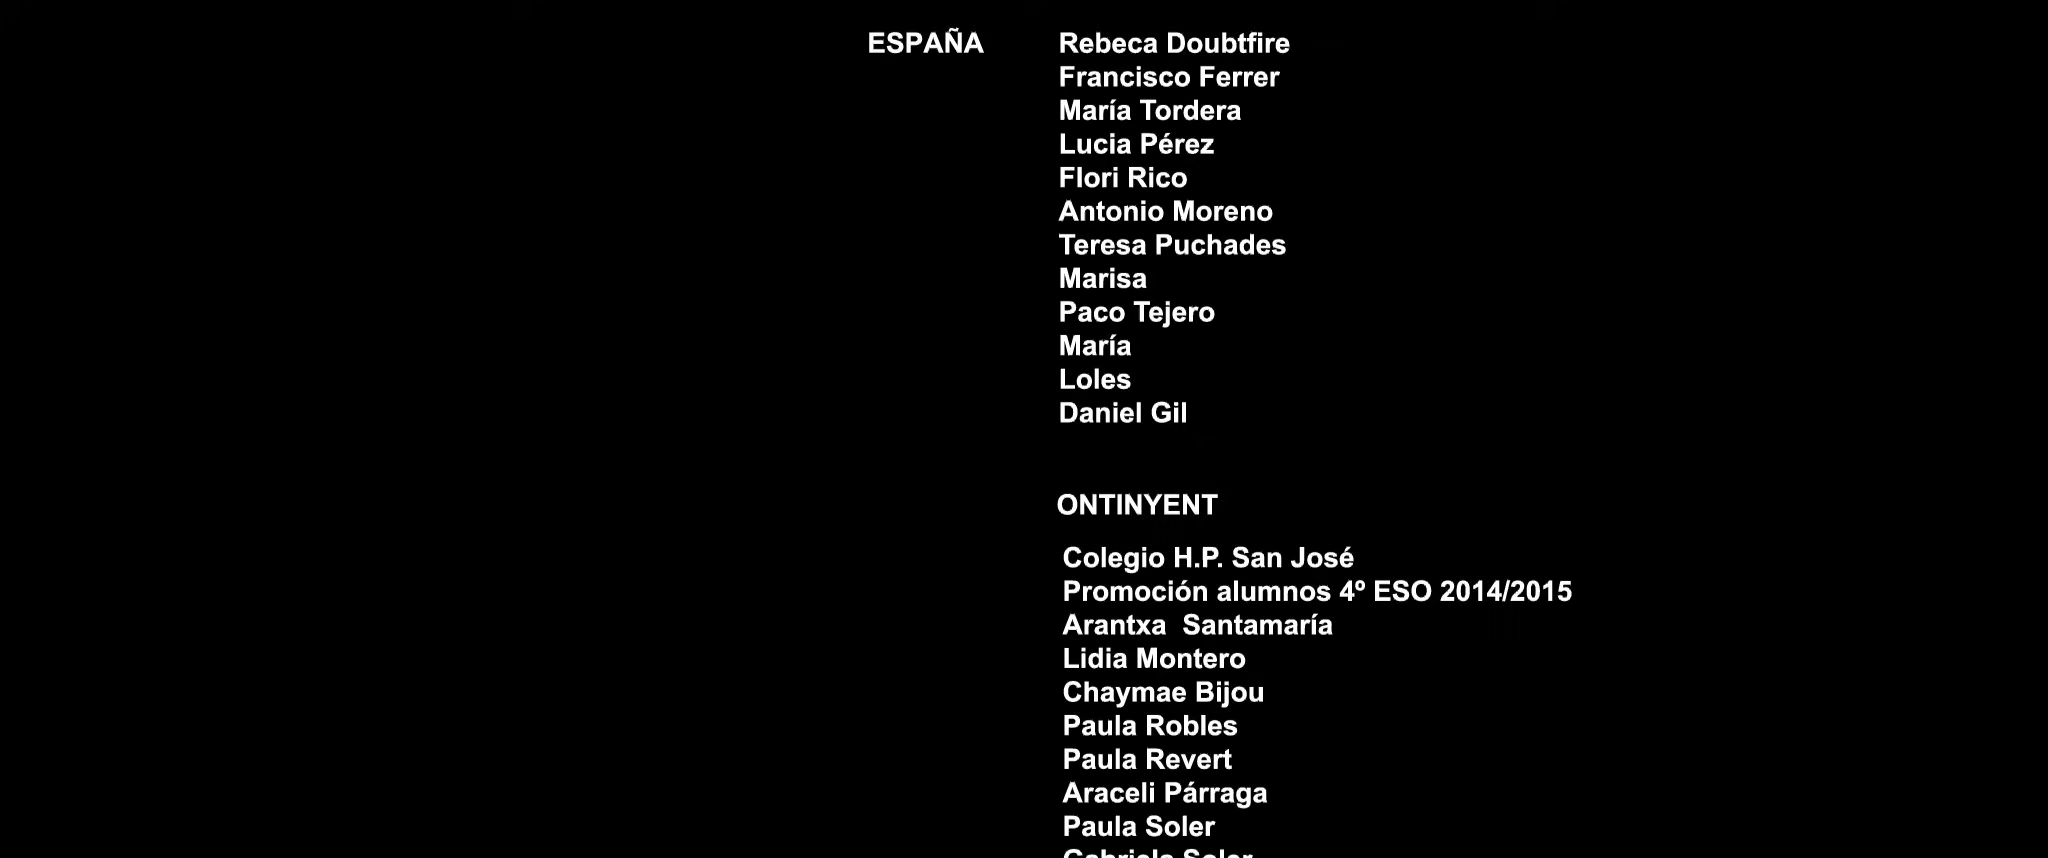 ESPAÑA Rebeca Doubtfire
Francisco Ferrer
María Tordera
Lucia Pérez
Flori Rico
Antonio Moreno
Teresa Puchades
Marisa
Paco Tejero
María
Loles
Daniel Gil
ONTINYENT
Colegio H.P. San José
Promoción alumnos 4º ESO 2014/2015
Arantxa  Santamaría
Lidia Montero
Chaymae Bijou
Paula Robles
Paula Revert
Araceli Párraga
Paula Soler